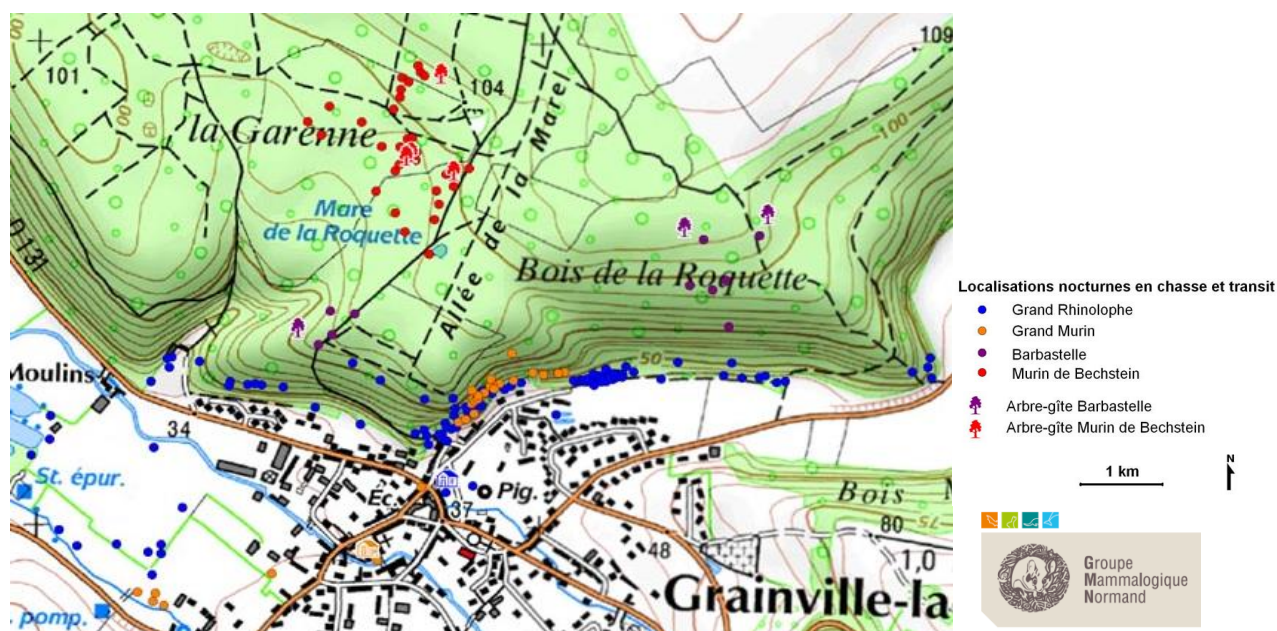 101
109
104
100
00
la Garenne
Allée de la Mare
Mare
de la Roquette
Bois de la Roquette
D 131
50
Moulins
34
St. épur.
Éc.
Pig.
37
Bois
80
75
48
1,0
Grainville-la
pomp.
Localisations nocturnes en chasse et transit
Grand Rhinolophe
Grand Murin
Barbastelle
Murin de Bechstein
Arbre-gîte Barbastelle
Arbre-gîte Murin de Bechstein
1 km
N
Groupe
Mammalogique
Normand